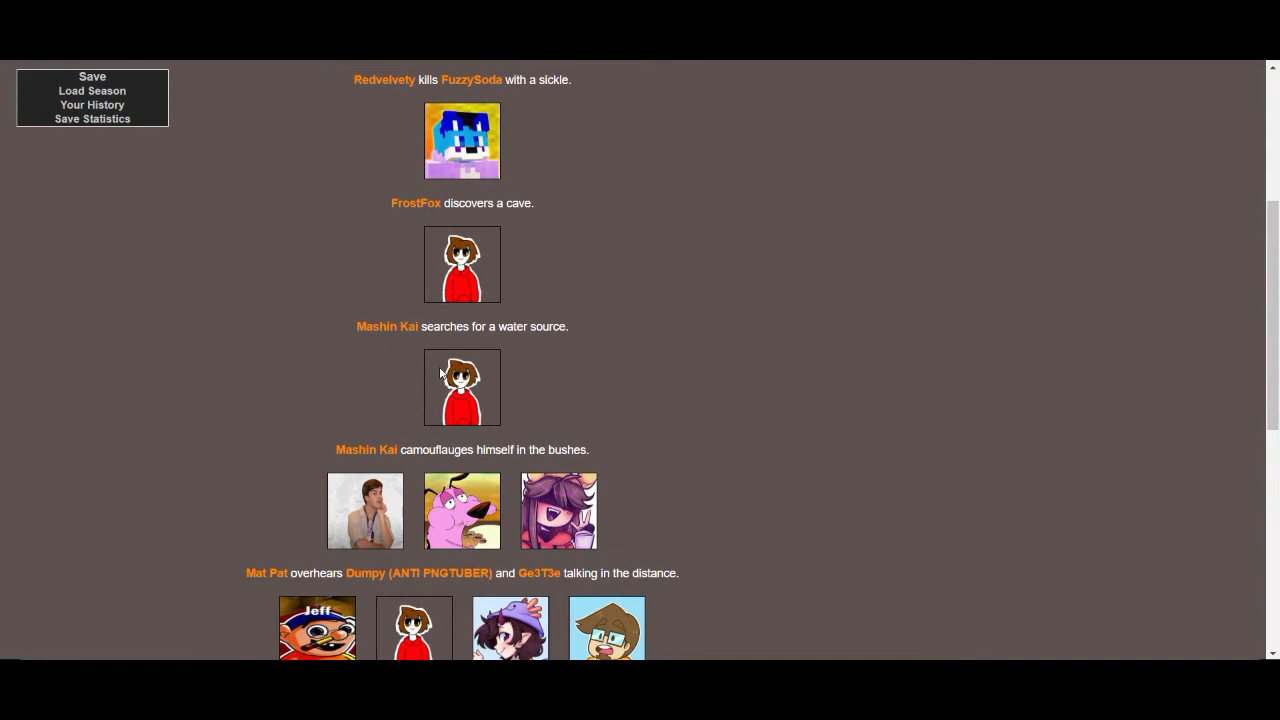 Save
Load Season
Your History
Save Statistics
Redvelvety kills FuzzySoda with a sickle.
FrostFox discovers a cave.
Mashin Kai searches for a water source.
Mashin Kai camouflauges himself in the bushes.
Mat Pat overhears Dumpy (ANTI PNGTUBER) and Ge3T3e talking in the distance.
Jeff